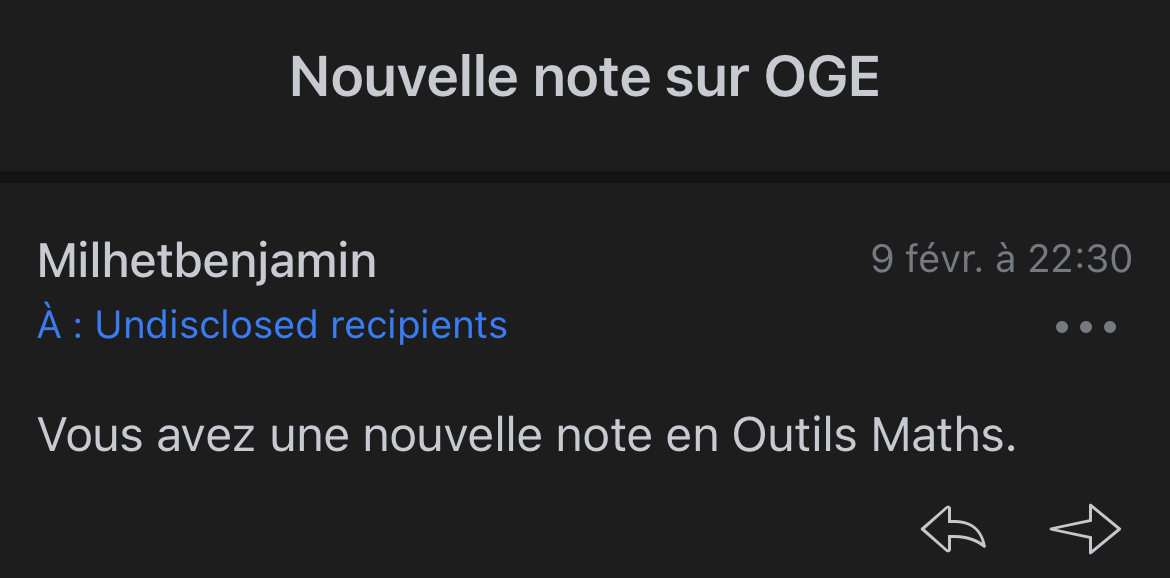 Nouvelle note sur OGE
Milhetbenjamin
9 févr. à 22:30
À : Undisclosed recipients
Vous avez une nouvelle note en Outils Maths.